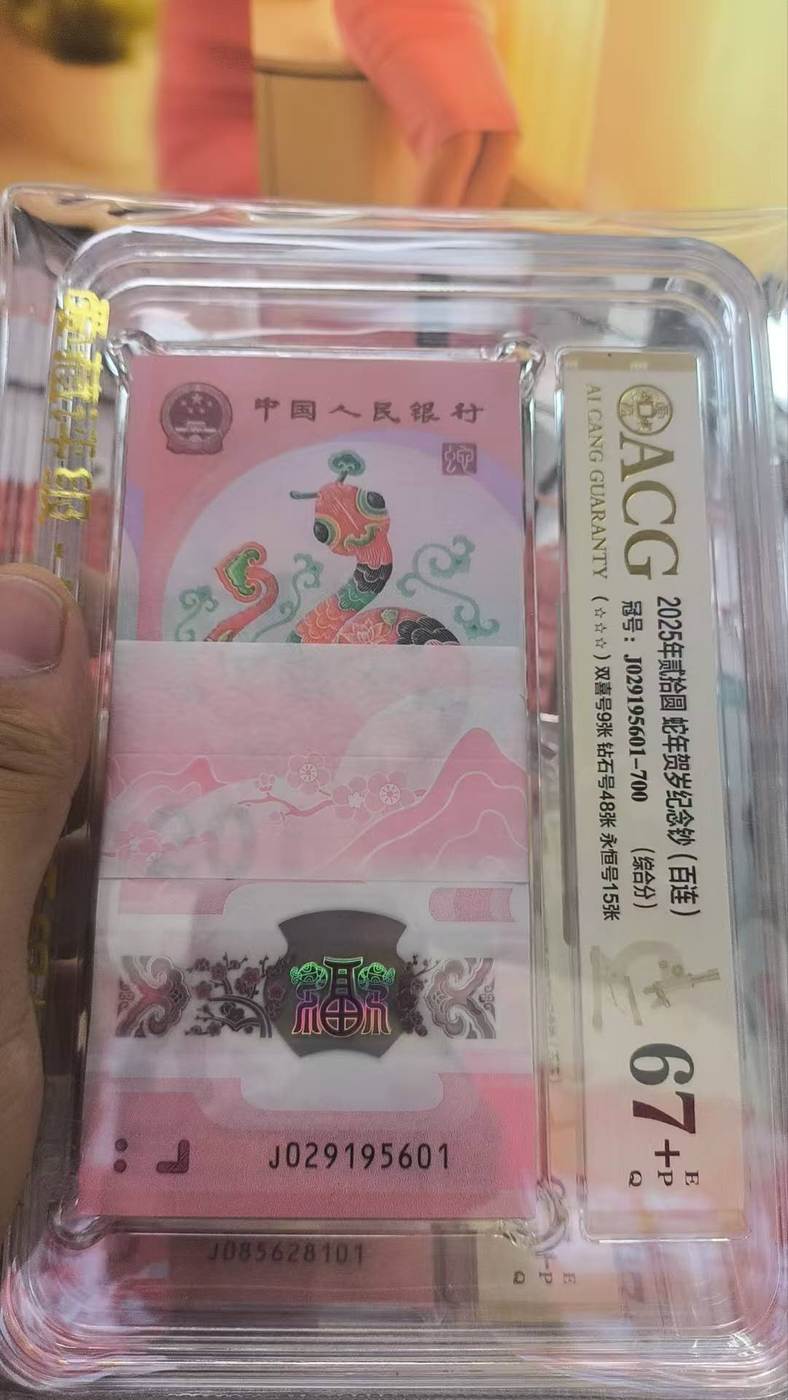 中国人民银行
J029195601
J085628101
ACG
AI CANG GUARANTY
2025年贰拾圆 蛇年贺岁纪念钞（百连）
冠号：J029195601-700 （综合分）
（☆☆☆）双喜号9张 钻石号48张 永恒号15张
67+
E
P
Q
E
P
Q